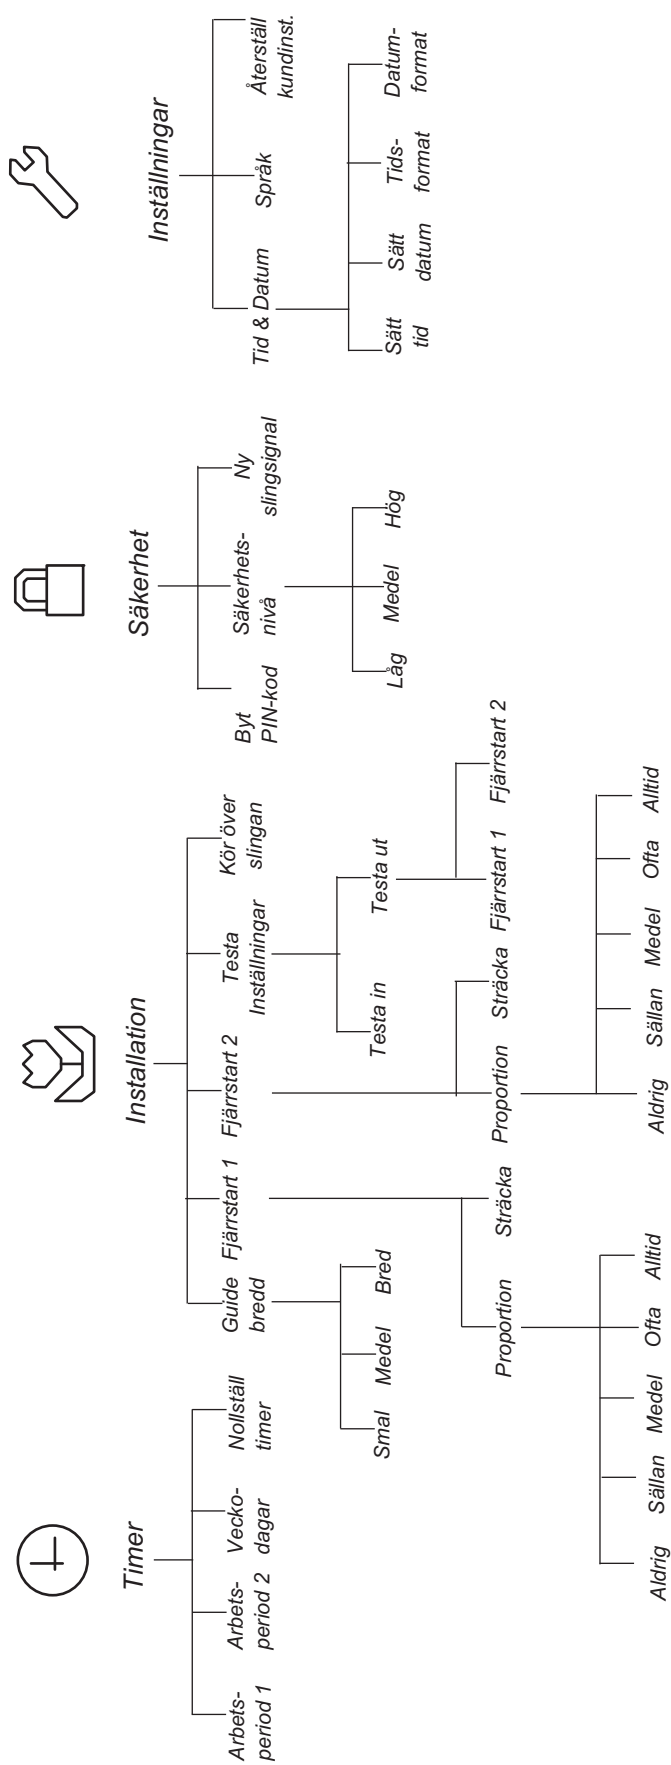 Timer
Arbets-
period 1
Arbets-
period 2
Vecko-
dagar
Nollställ
timer
Installation
Guide
bredd
Fjärrstart 1
Fjärrstart 2
Testa
Inställningar
Kör över
slingan
Smal
Medel
Bred
Testa in
Testa ut
Proportion
Sträcka
Proportion
Sträcka
Fjärrstart 1
Fjärrstart 2
Aldrig
Sällan
Medel
Ofta
Alltid
Aldrig
Sällan
Medel
Ofta
Alltid
Säkerhet
Byt
PIN-kod
Säkerhets-
nivå
Ny
slingsignal
Låg
Medel
Hög
Inställningar
Tid & Datum
Språk
Återställ
kundinst.
Sätt
tid
Sätt
datum
Tids-
format
Datum-
format